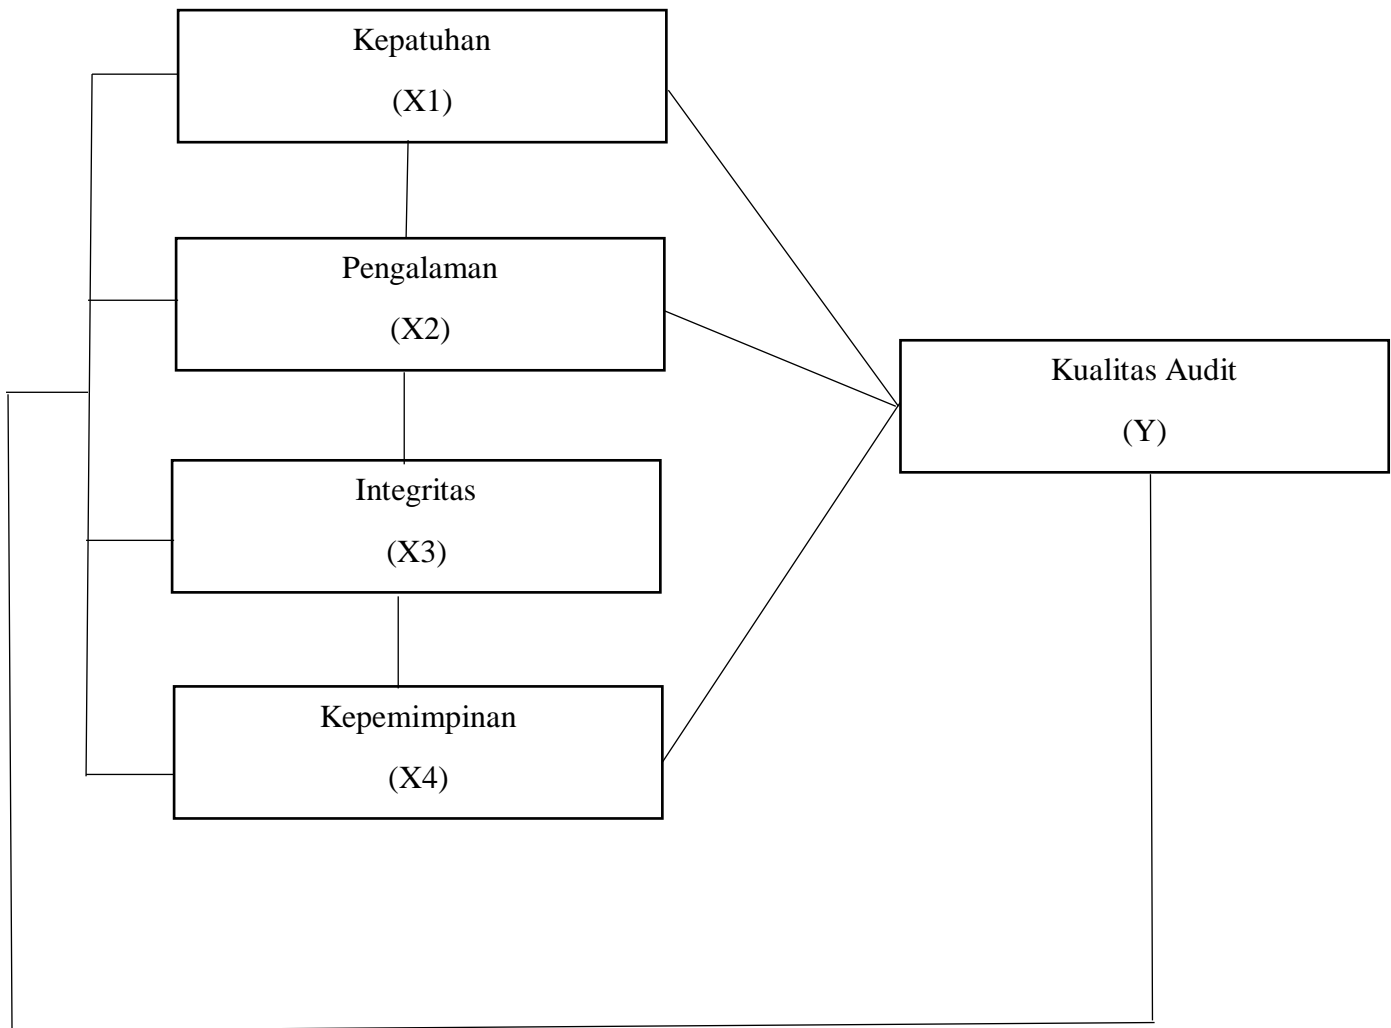 Kepatuhan
(X1)
Pengalaman
(X2)
Kualitas Audit
(Y)
Integritas
(X3)
Kepemimpinan
(X4)